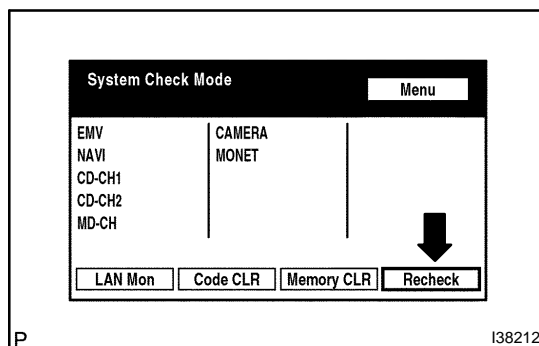 System Check Mode
Menu
EMV
NAVI
CD-CH1
CD-CH2
MD-CH
CAMERA
MONET
LAN Mon
Code CLR
Memory CLR
Recheck
P
I38212